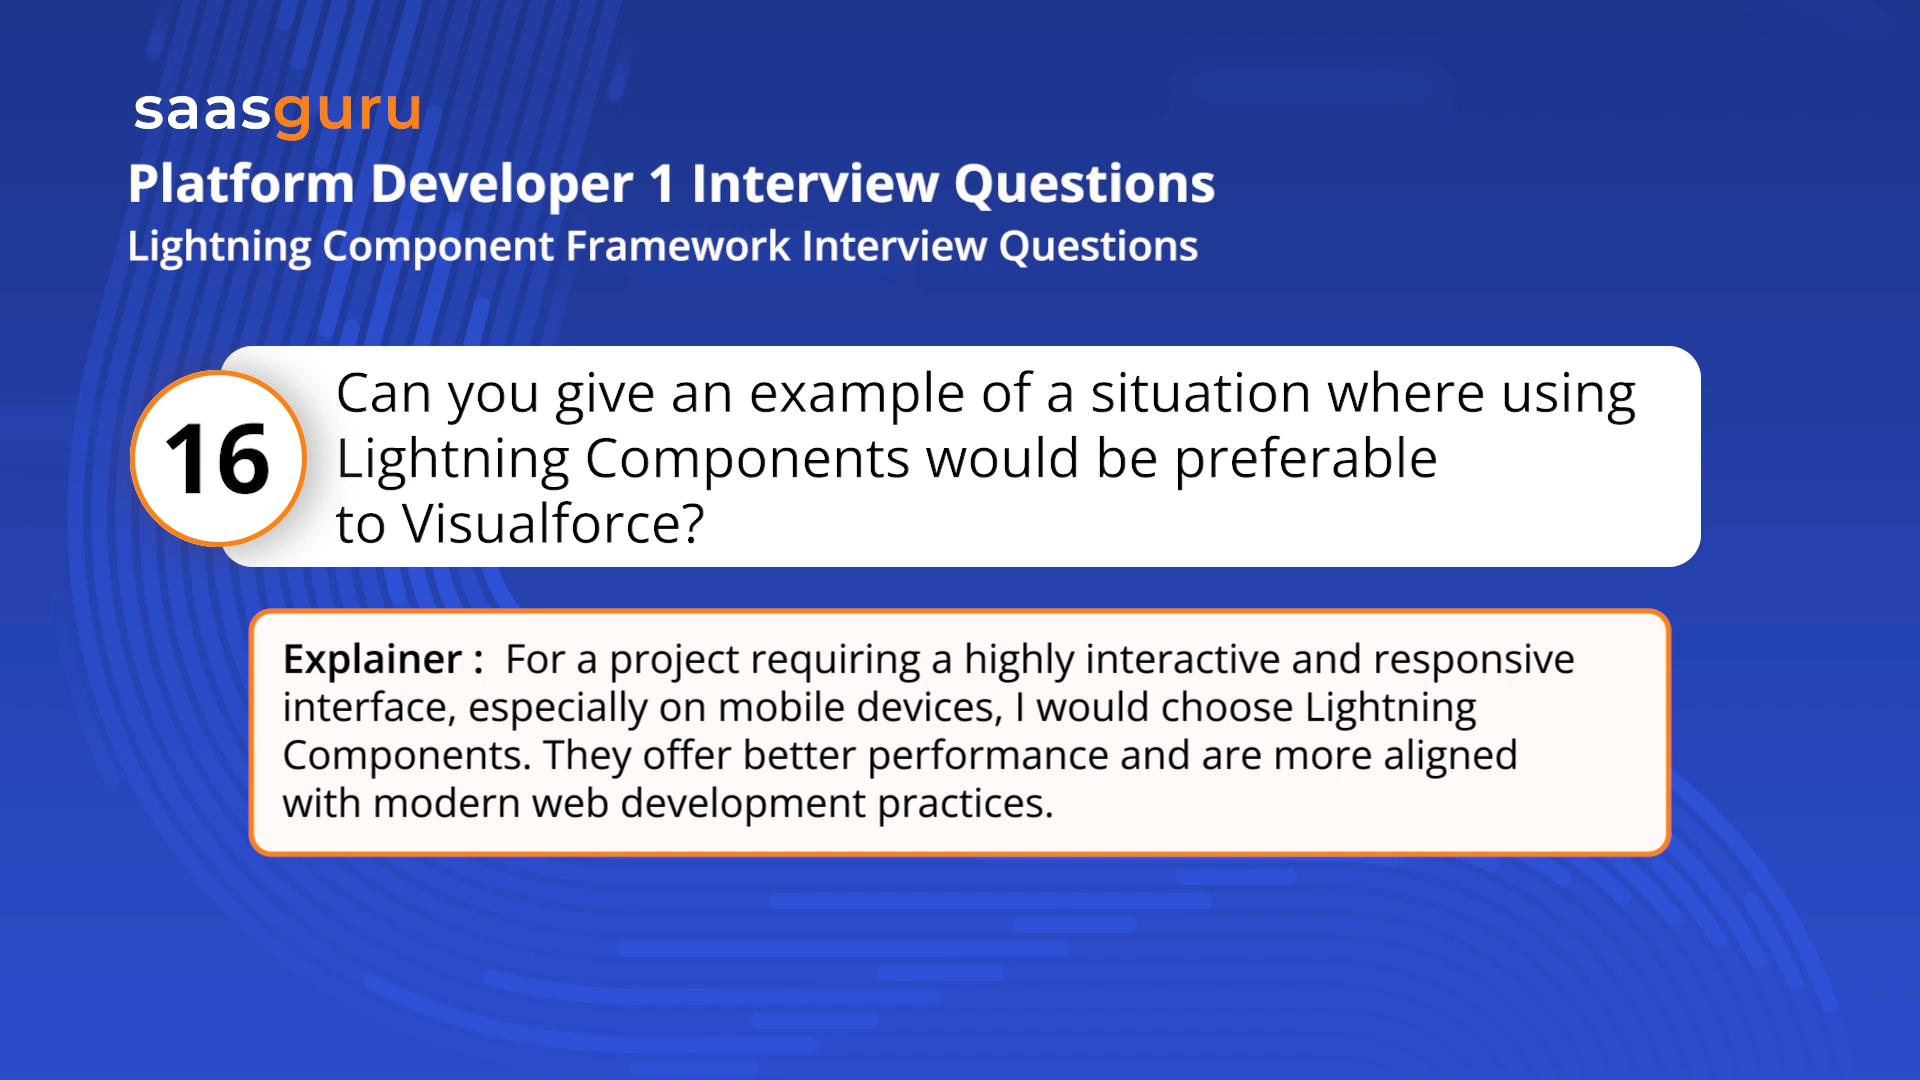 saasguru
Platform Developer 1 Interview Questions
Lightning Component Framework Interview Questions
16
Can you give an example of a situation where using
Lightning Components would be preferable
to Visualforce?
Explainer : For a project requiring a highly interactive and responsive
interface, especially on mobile devices, I would choose Lightning
Components. They offer better performance and are more aligned
with modern web development practices.